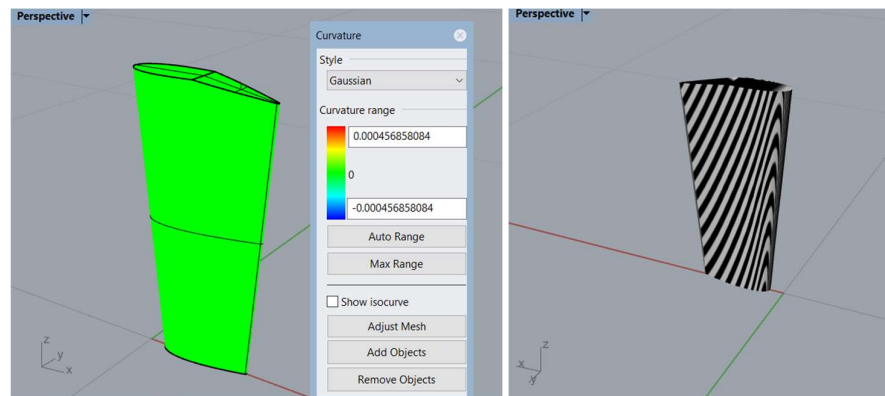 Perspective
Curvature
Style
Gaussian
Curvature range
0.000456858084
0
-0.000456858084
Auto Range
Max Range
Show isocurve
Adjust Mesh
Add Objects
Remove Objects
z
y
x
Perspective
z
x
y